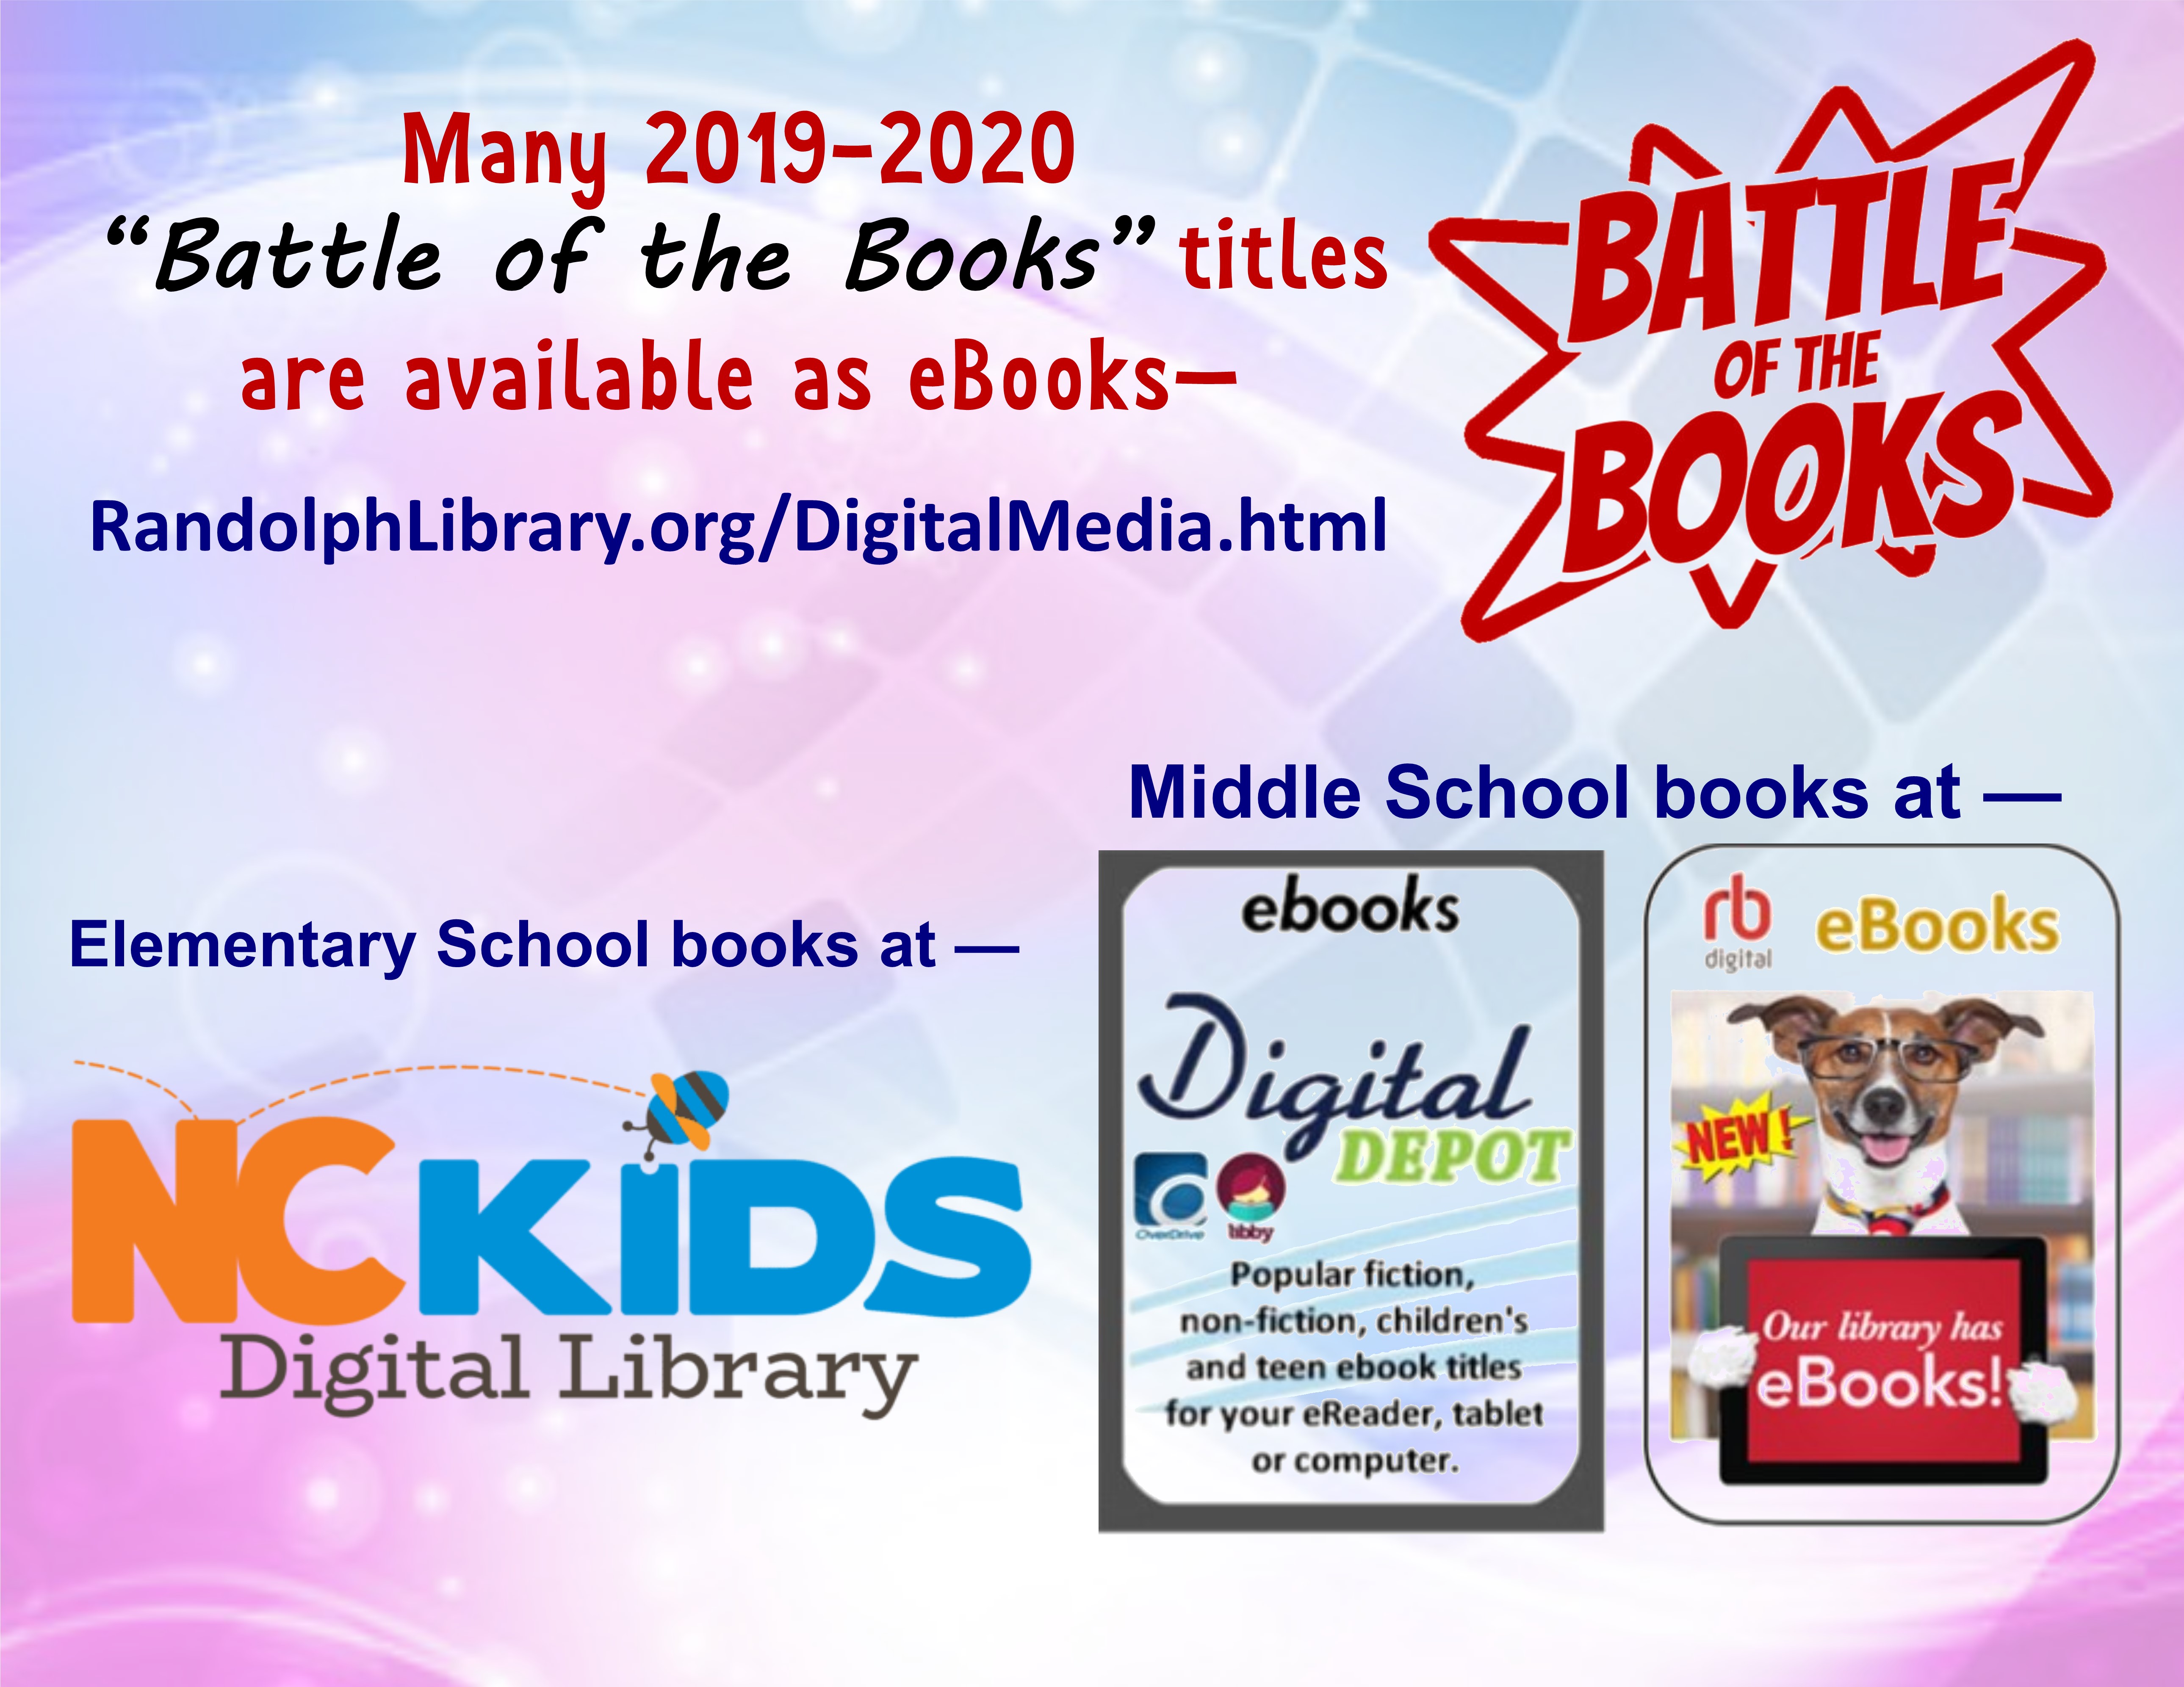 Many 2019-2020
“Battle of the Books” titles
are available as eBooks—
RandolphLibrary.org/DigitalMedia.html
BATTLE
OF THE
BOOKS
Elementary School books at —
NC KiDS
Digital Library
Middle School books at —
ebooks
Digital
DEPOT
OverDrive libby
Popular fiction,
non-fiction, children's
and teen ebook titles
for your eReader, tablet
or computer.
rb
digital
eBooks
NEW!
Our library has
eBooks!